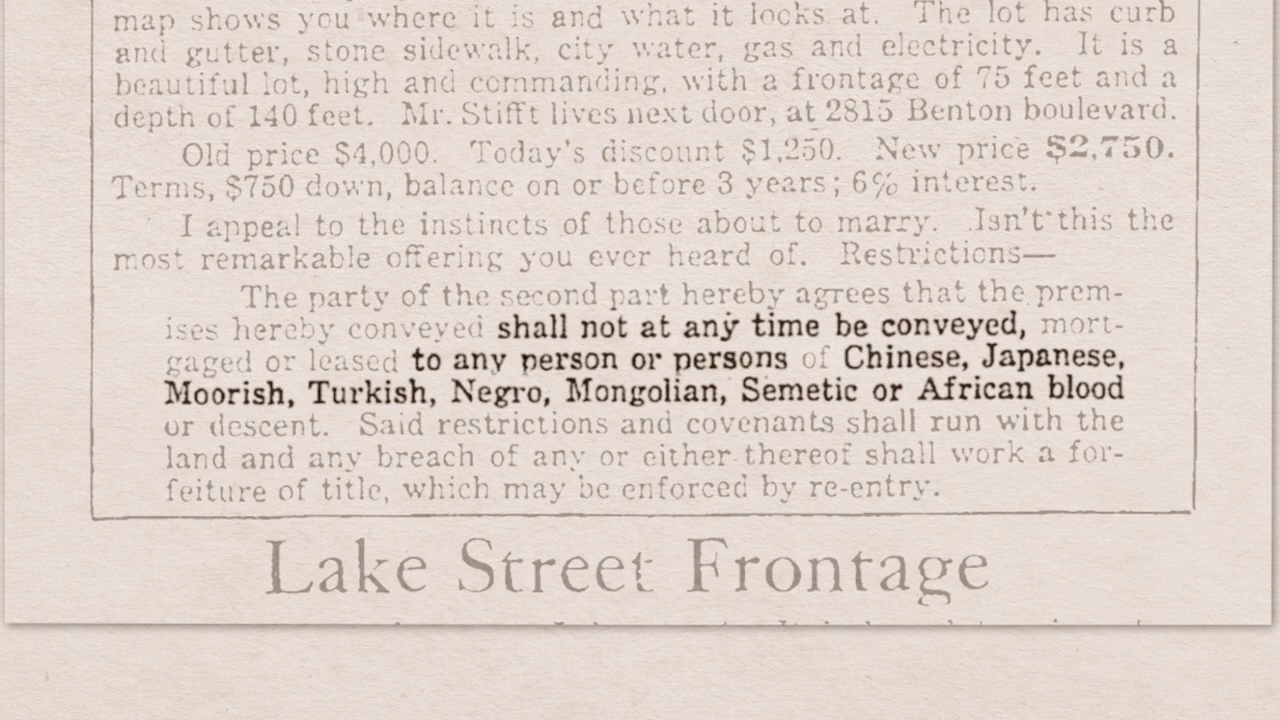 map shows you where it is and what it looks at. The lot has curb
and gutter, stone sidewalk, city water, gas and electricity. It is a
beautiful lot, high and commanding, with a frontage of 75 feet and a
depth of 140 feet. Mr. Stifft lives next door, at 2815 Benton boulevard.
Old price $4,000. Today's discount $1,250. New price $2,750.
Terms, $750 down, balance on or before 3 years; 6% interest.
I appeal to the instincts of those about to marry. Isn't this the
most remarkable offering you ever heard of. Restrictions—
The party of the second part hereby agrees that the prem-
ises hereby conveyed shall not at any time be conveyed, mort-
gaged or leased to any person or persons of Chinese, Japanese,
Moorish, Turkish, Negro, Mongolian, Semetic or African blood
or descent. Said restrictions and covenants shall run with the
land and any breach of any or either thereof shall work a for-
feiture of title, which may be enforced by re-entry.
Lake Street Frontage